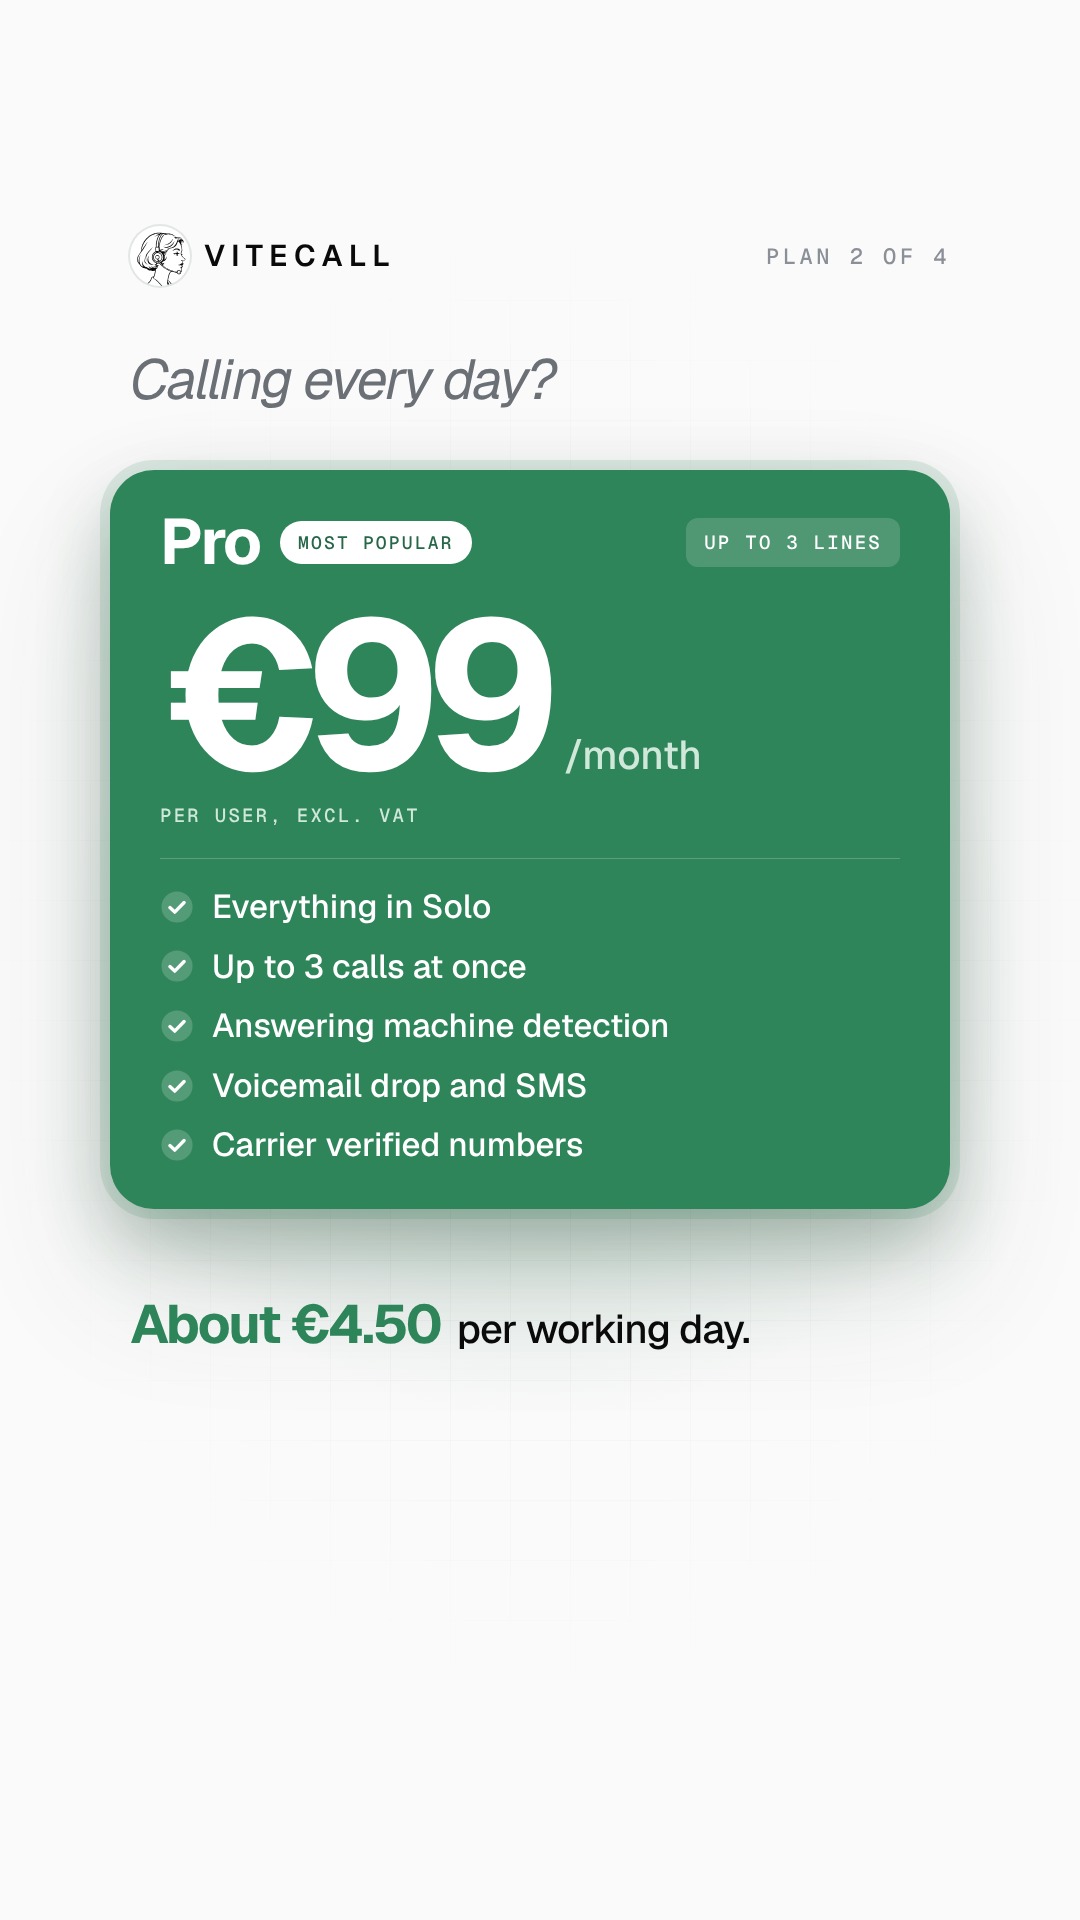 VITECALL
PLAN 2 OF 4
Calling every day?
Pro
MOST POPULAR
UP TO 3 LINES
€99 /month
PER USER, EXCL. VAT
Everything in Solo
Up to 3 calls at once
Answering machine detection
Voicemail drop and SMS
Carrier verified numbers
About €4.50 per working day.